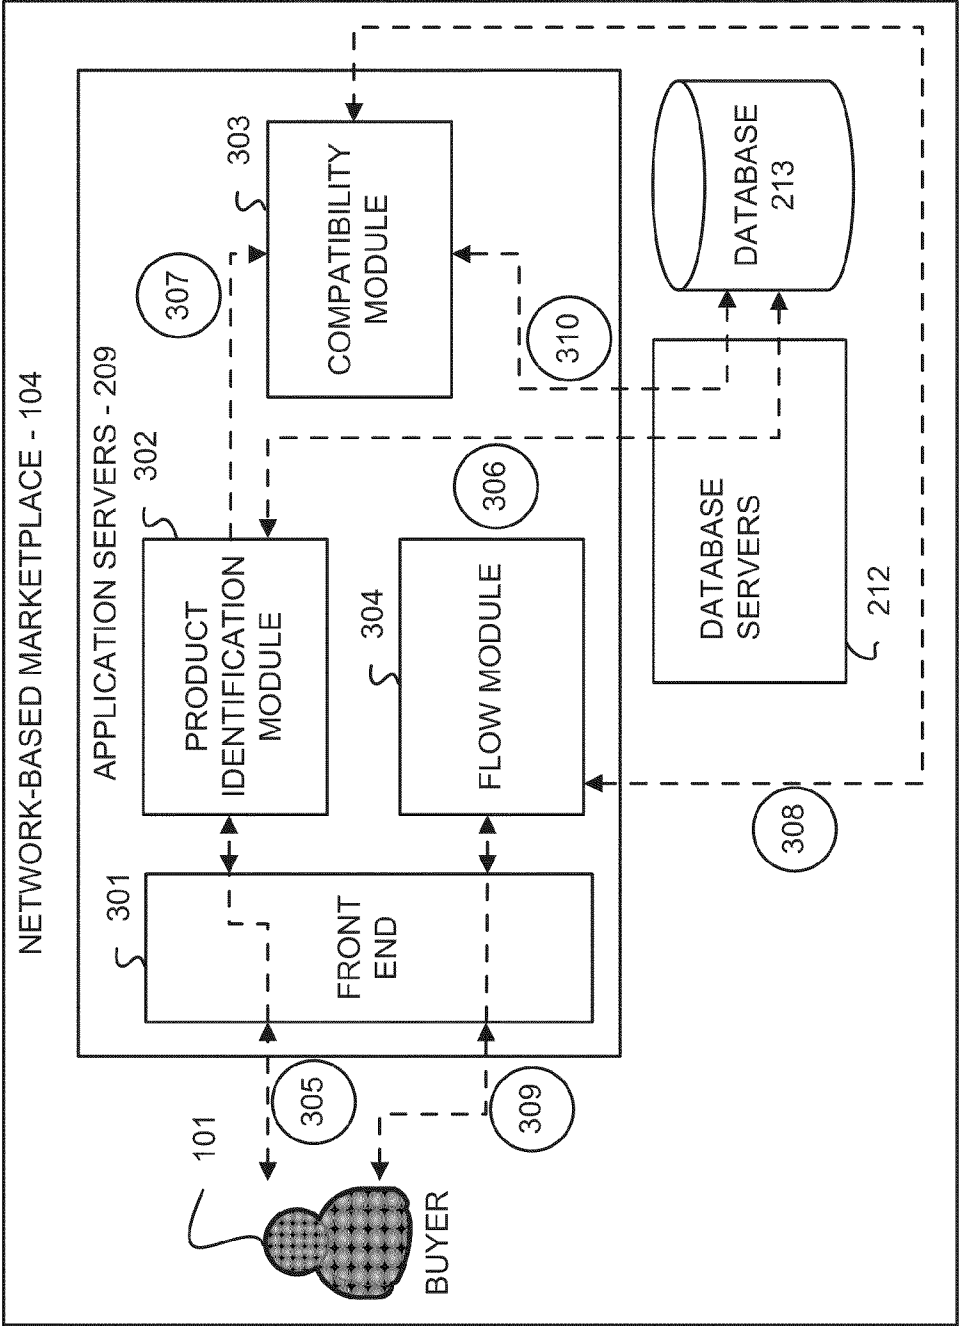 NETWORK-BASED MARKETPLACE - 104
APPLICATION SERVERS - 209
101
BUYER
305
309
301
FRONT
END
302
PRODUCT
IDENTIFICATION
MODULE
304
FLOW MODULE
307
303
COMPATIBILITY
MODULE
306
310
308
DATABASE
SERVERS
212
DATABASE
213